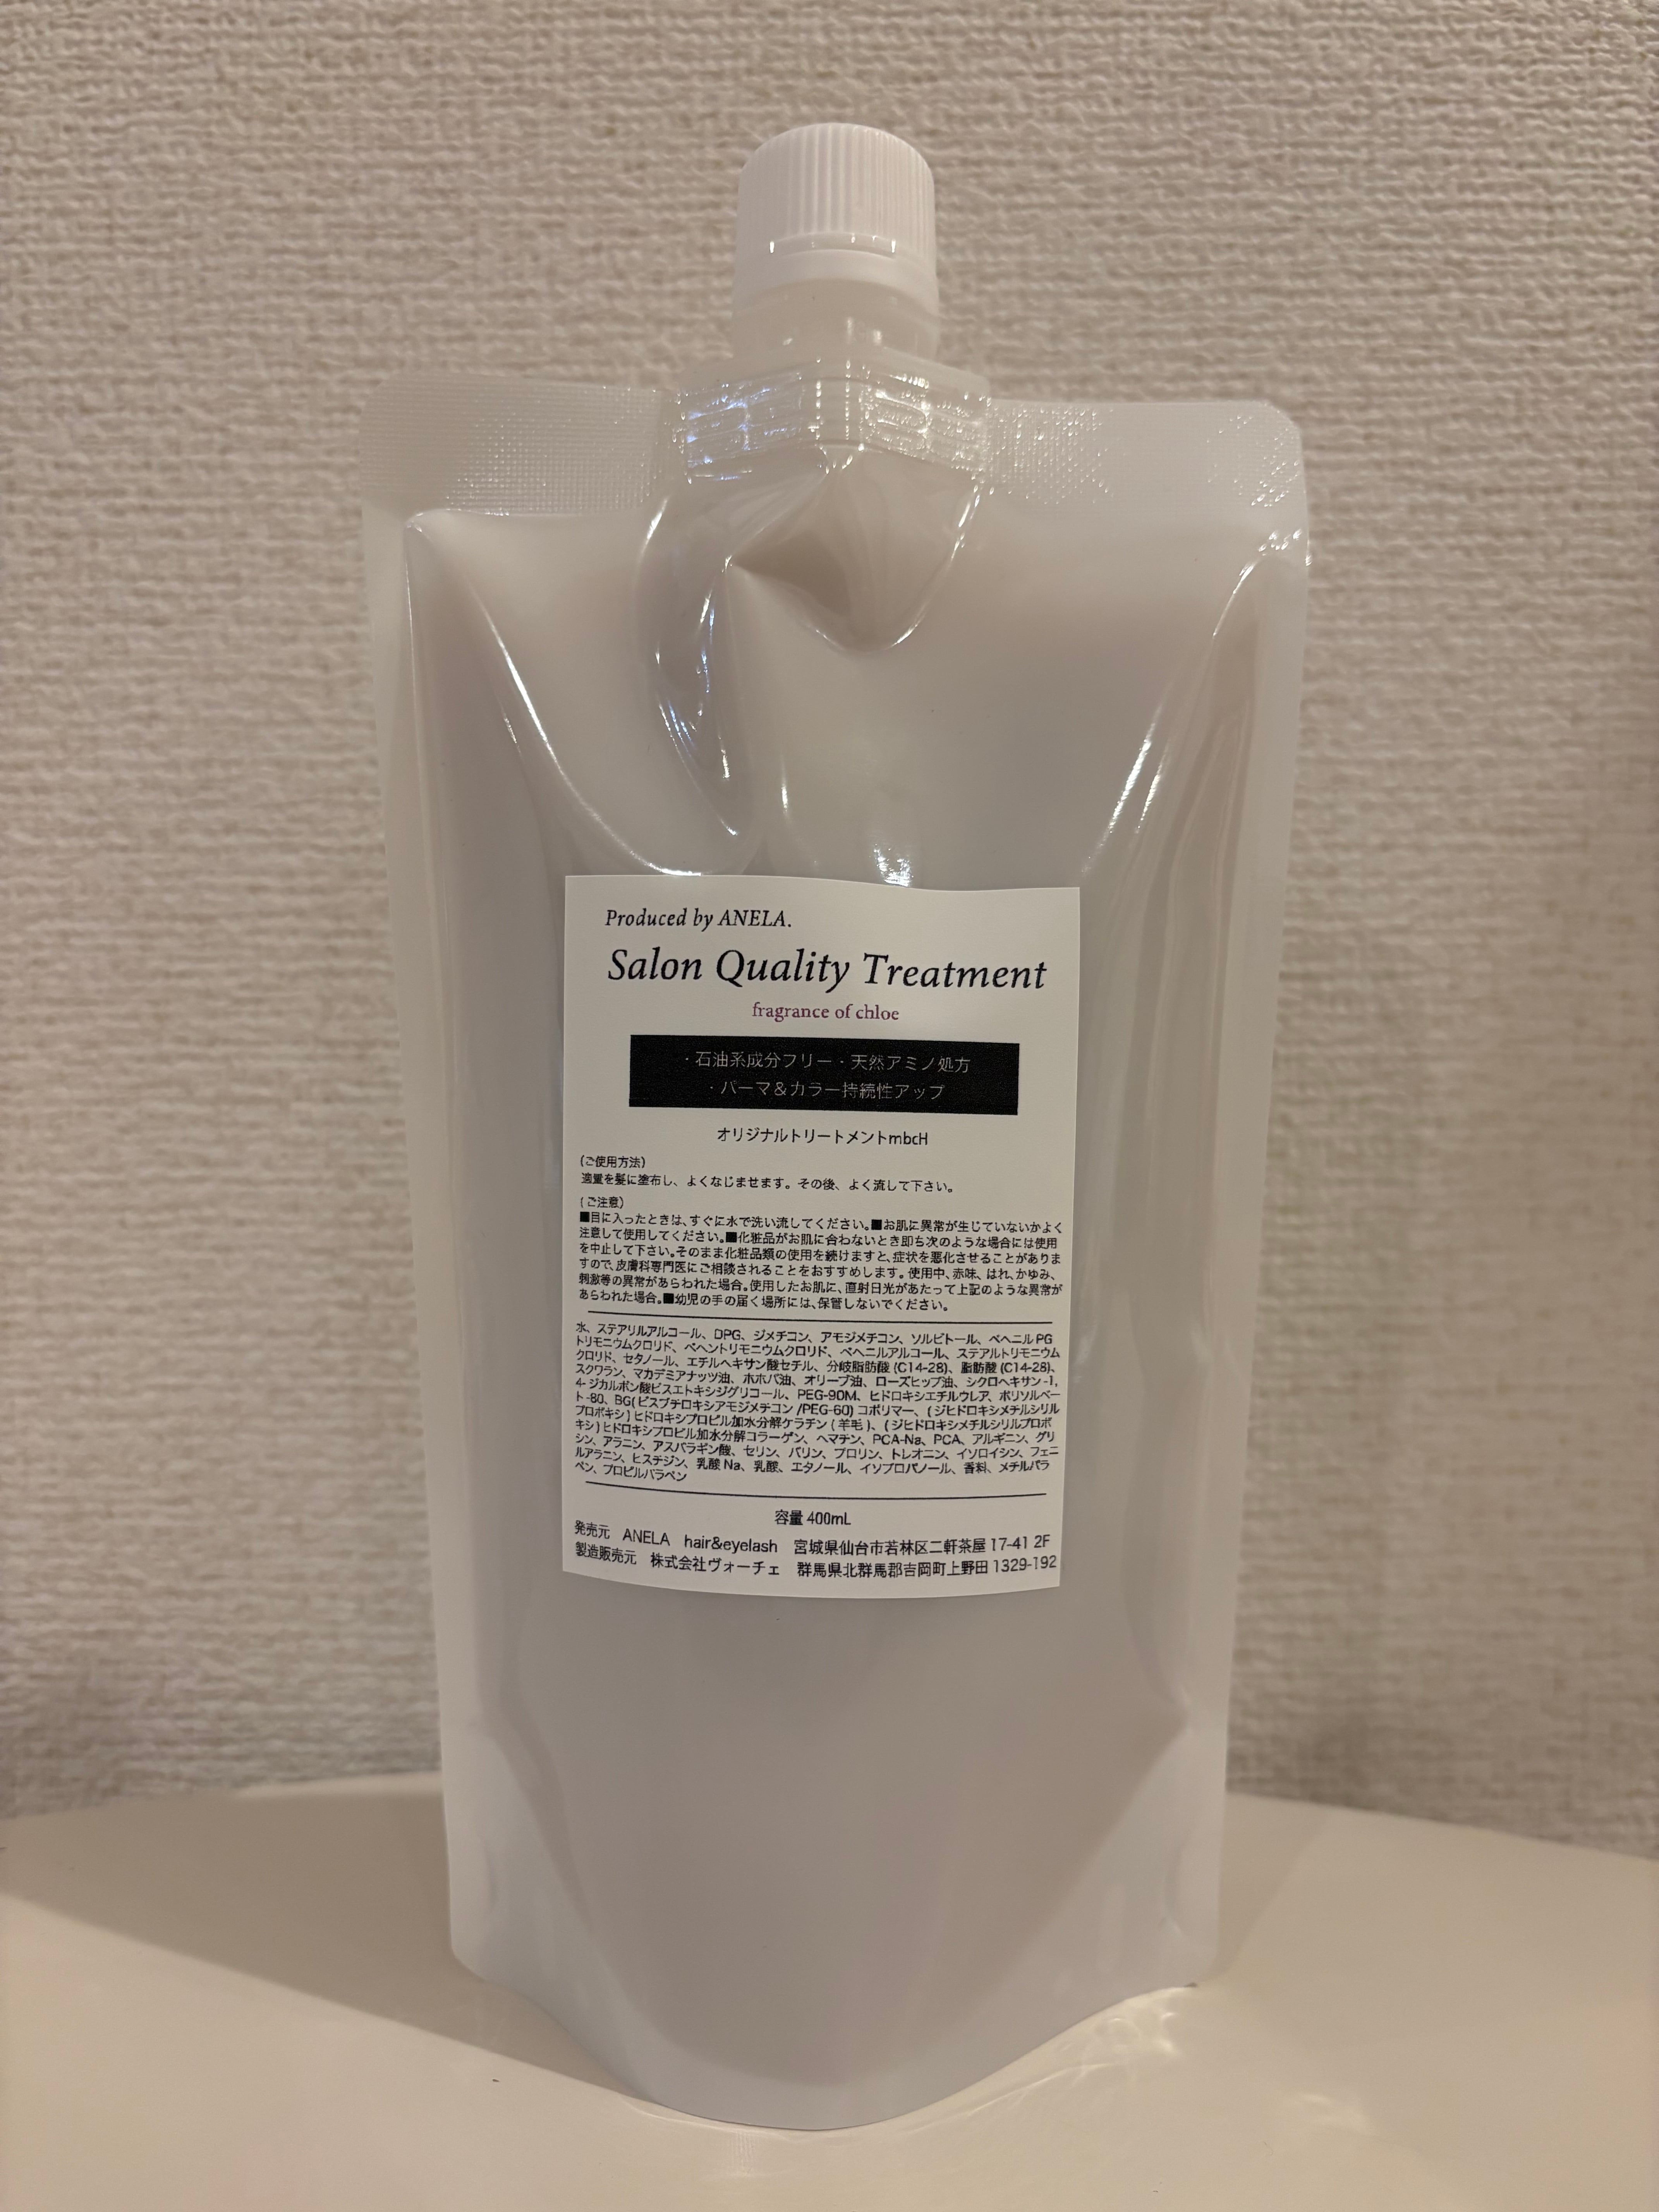 Produced by ANELA.
Salon Quality Treatment
fragrance of chloe
・石油系成分フリー・天然アミノ処方
・パーマ＆カラー持続性アップ
オリジナルトリートメントmbcH
(ご使用方法)
適量を髪に塗布し、よくなじませます。その後、よく流して下さい。
(ご注意)
■目に入ったときは、すぐに水で洗い流してください。■お肌に異常が生じていないかよく
注意して使用してください。■化粧品がお肌に合わないとき即ち次のような場合には使用
を中止して下さい。そのまま化粧品類の使用を続けますと、症状を悪化させることがありま
すので、皮膚科専門医にご相談されることをおすすめします。使用中、赤味、はれ、かゆみ、
刺激等の異常があらわれた場合。使用したお肌に、直射日光があたって上記のような異常が
あらわれた場合。■幼児の手の届く場所には、保管しないでください。
水、ステアリルアルコール、DPG、ジメチコン、アモジメチコン、ソルビトール、ベヘニルPG
トリモニウムクロリド、ベヘントリモニウムクロリド、ベヘニルアルコール、ステアルトリモニウム
クロリド、セタノール、エチルヘキサン酸セチル、分岐脂肪酸 (C14-28)、脂肪酸 (C14-28)、
スクワラン、マカデミアナッツ油、ホホバ油、オリーブ油、ローズヒップ油、シクロヘキサン-1,
4-ジカルボン酸ビスエトキシジグリコール、PEG-90M、ヒドロキシエチルウレア、ポリソルベー
ト-80、BG(ビスブチロキシアモジメチコン/PEG-60)コポリマー、(ジヒドロキシメチルシリル
プロポキシ)ヒドロキシプロピル加水分解ケラチン(羊毛)、(ジヒドロキシメチルシリルプロポ
キシ)ヒドロキシプロピル加水分解コラーゲン、ヘマチン、PCA-Na、PCA、アルギニン、グリ
シン、アラニン、アスパラギン酸、セリン、バリン、プロリン、トレオニン、イソロイシン、フェニ
ルアラニン、ヒスチジン、乳酸Na、乳酸、エタノール、イソプロパノール、香料、メチルパラ
ベン、プロピルパラベン
容量 400mL
発売元 ANELA hair&eyelash 宮城県仙台市若林区二軒茶屋 17-41 2F
製造販売元 株式会社ヴォーチェ 群馬県北群馬郡吉岡町上野田 1329-192